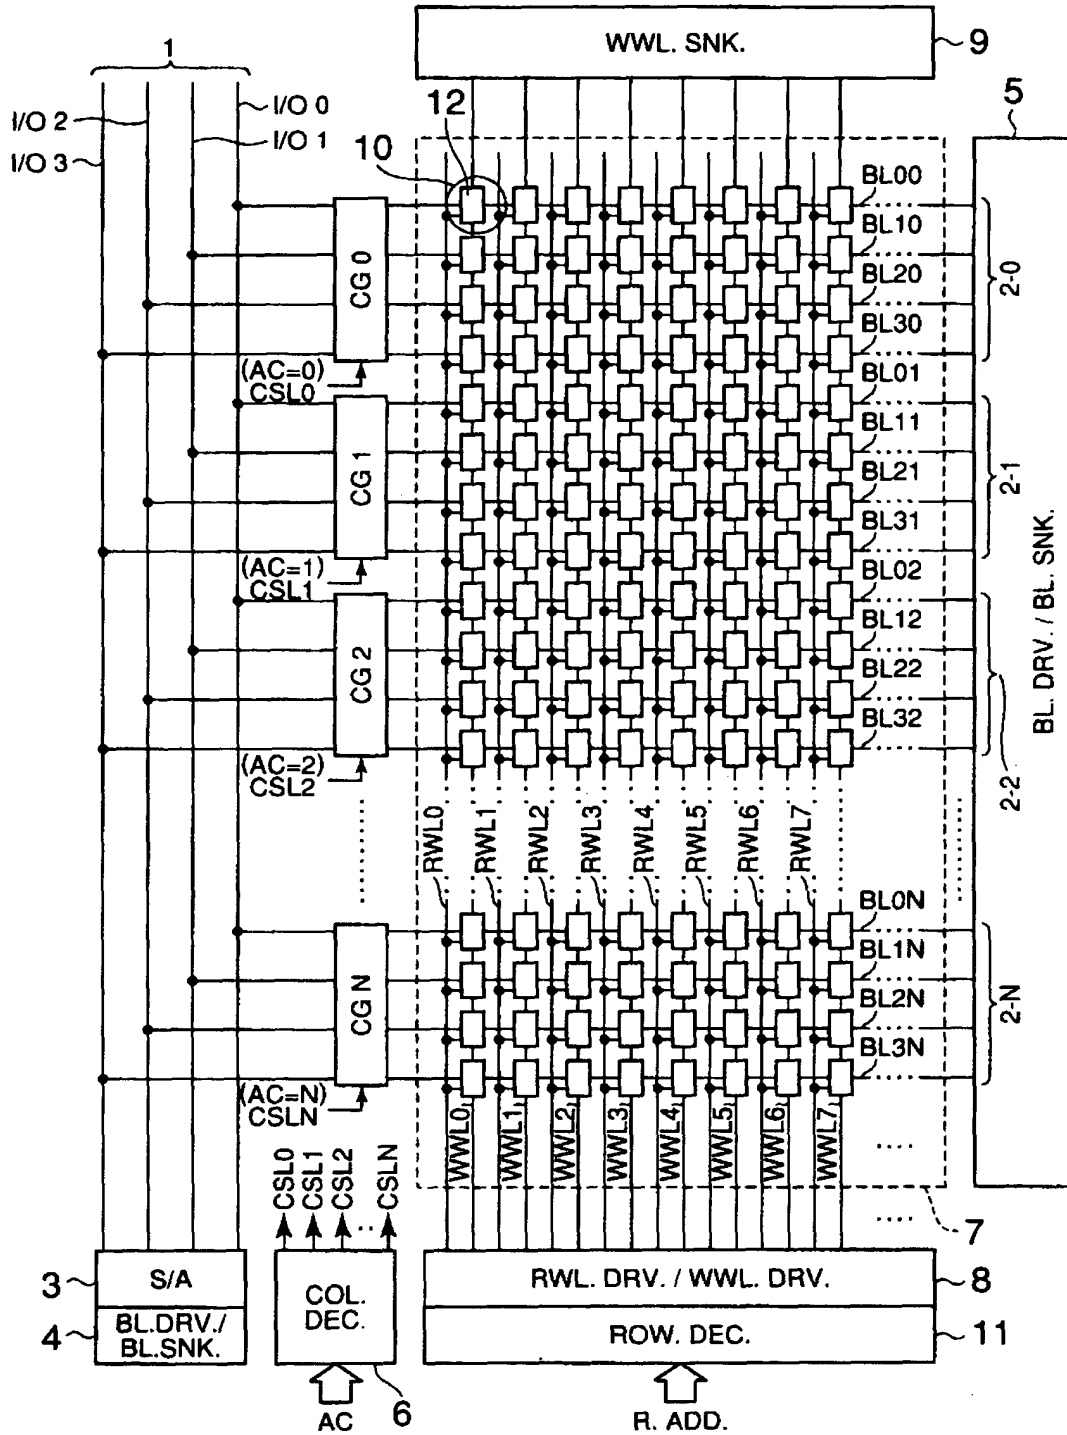 WWL. SNK.
9
1
I/O 0
I/O 2
I/O 1
I/O 3
12
10
5
BL00
BL10
BL20
BL30
2-0
CG 0
(AC=0)
CSL0
BL01
BL11
BL21
BL31
2-1
CG 1
(AC=1)
CSL1
BL02
BL12
BL22
BL32
2-2
CG 2
(AC=2)
CSL2
BL. DRV. / BL. SNK.
RWL0
RWL1
RWL2
RWL3
RWL4
RWL5
RWL6
RWL7
BL0N
BL1N
BL2N
BL3N
2-N
CG N
(AC=N)
CSLN
WWL0
WWL1
WWL2
WWL3
WWL4
WWL5
WWL6
WWL7
CSL0
CSL1
CSL2
CSLN
7
3
S/A
4
BL.DRV./
BL.SNK.
COL.
DEC.
6
AC
RWL. DRV. / WWL. DRV.
8
ROW. DEC.
11
R. ADD.